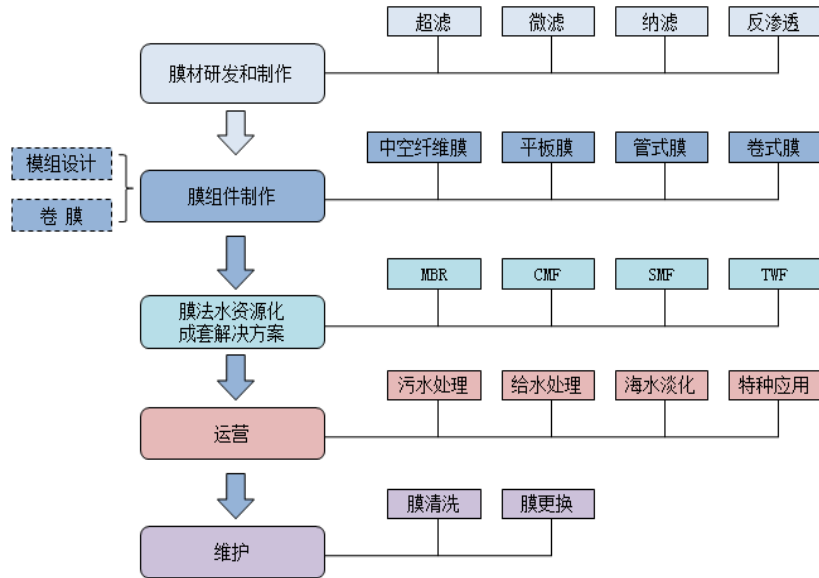 超滤
微滤
纳滤
反渗透
膜材研发和制作
中空纤维膜
平板膜
管式膜
卷式膜
模组设计
膜组件制作
卷 膜
MBR
CMF
SMF
TWF
膜法水资源化
成套解决方案
污水处理
给水处理
海水淡化
特种应用
运营
膜清洗
膜更换
维护